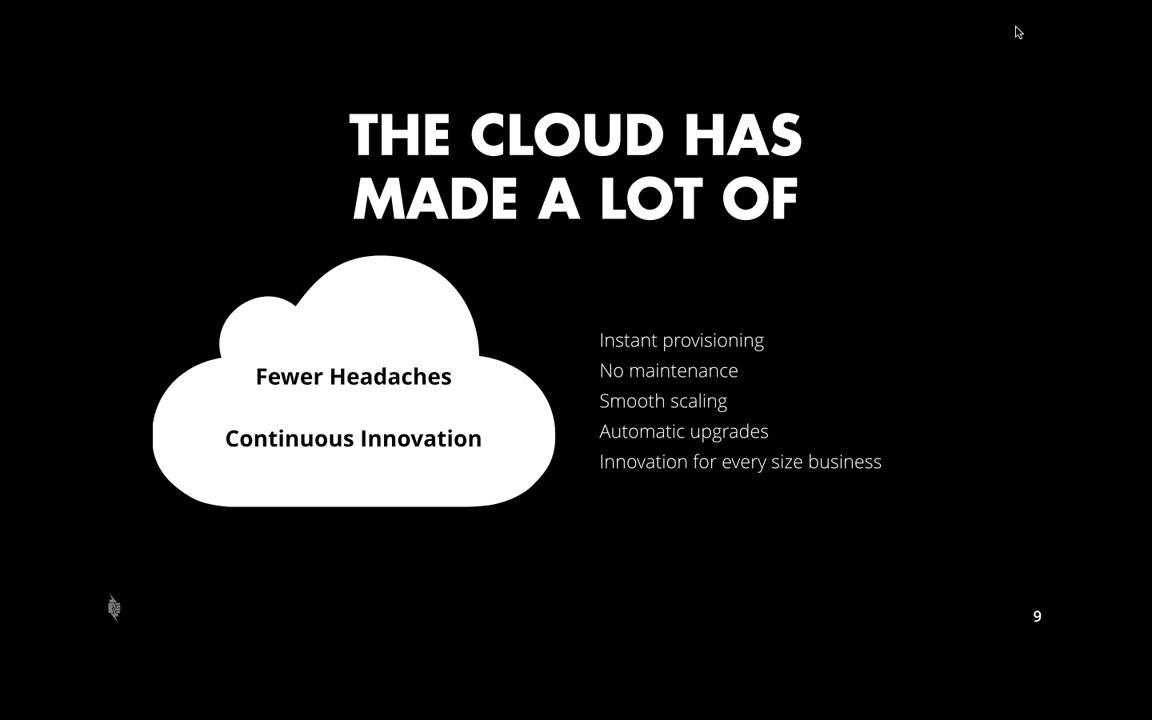 THE CLOUD HAS
MADE A LOT OF
Fewer Headaches
Continuous Innovation
Instant provisioning
No maintenance
Smooth scaling
Automatic upgrades
Innovation for every size business
9